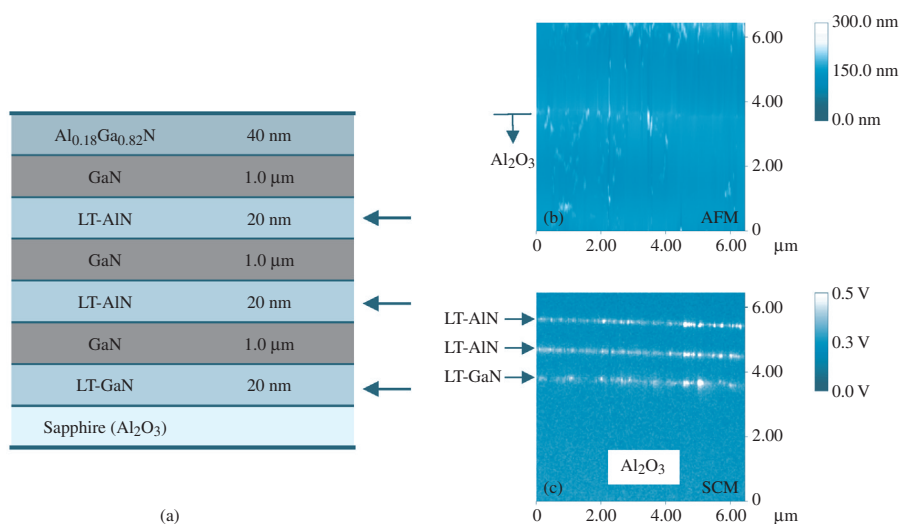 Al0.18Ga0.82N 40 nm
GaN 1.0 μm
LT-AlN 20 nm
GaN 1.0 μm
LT-AlN 20 nm
GaN 1.0 μm
LT-GaN 20 nm
Sapphire (Al2O3)
(a)
6.00
4.00
2.00
0
Al2O3
(b) AFM
0 2.00 4.00 6.00 μm
300.0 nm
150.0 nm
0.0 nm
LT-AlN
LT-AlN
LT-GaN
6.00
4.00
2.00
0
Al2O3
(c) SCM
0 2.00 4.00 6.00 μm
0.5 V
0.3 V
0.0 V